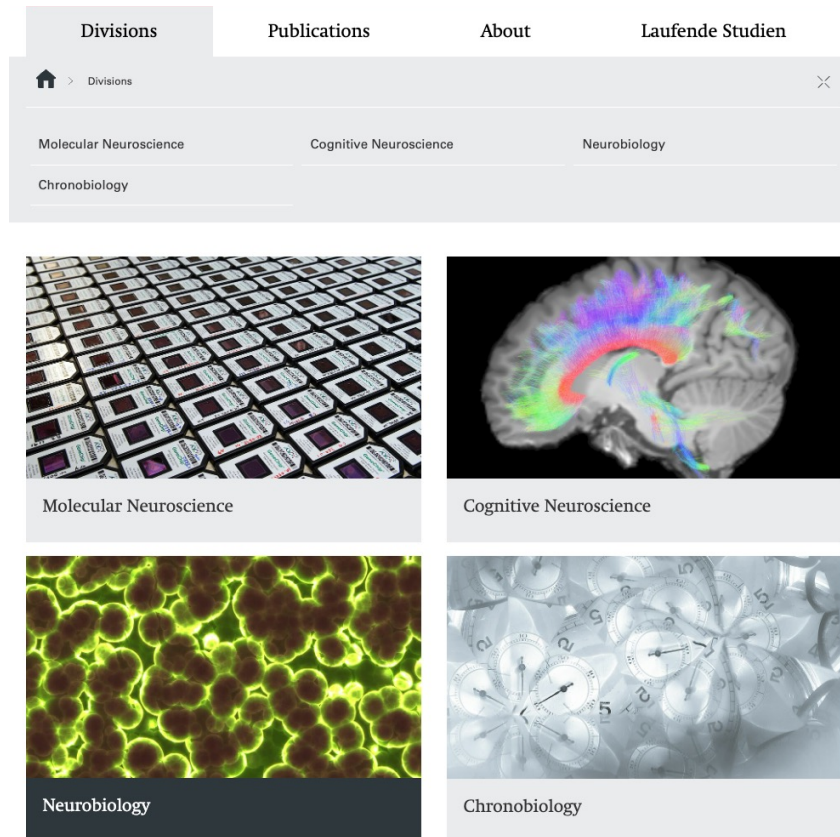 Divisions Publications About Laufende Studien
Divisions
Molecular Neuroscience Cognitive Neuroscience Neurobiology
Chronobiology
Molecular Neuroscience Cognitive Neuroscience
Neurobiology Chronobiology